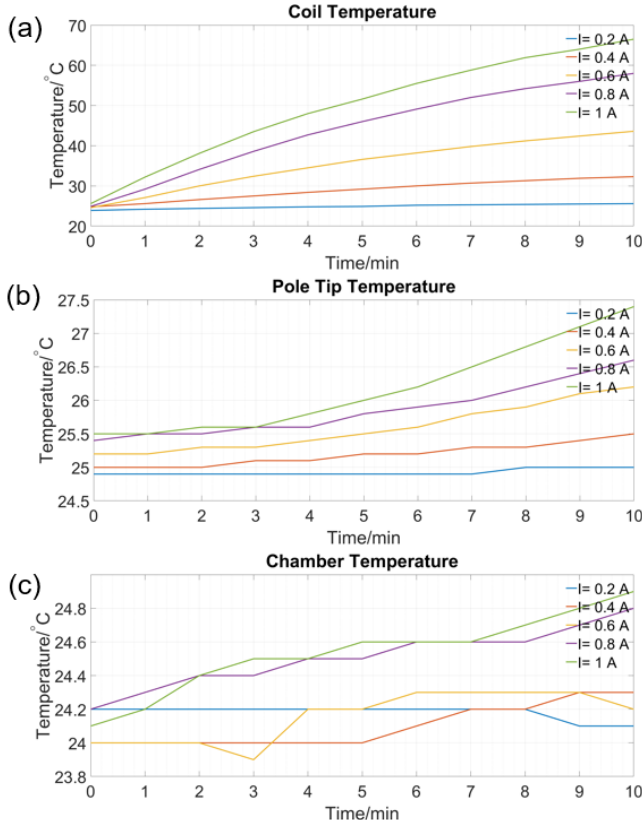 (a)
Coil Temperature
Temperature/°C
70
60
50
40
30
20
I= 0.2 A
I= 0.4 A
I= 0.6 A
I= 0.8 A
I= 1 A
0 1 2 3 4 5 6 7 8 9 10
Time/min
(b)
Pole Tip Temperature
Temperature/°C
27.5
27
26.5
26
25.5
25
24.5
I= 0.2 A
I= 0.4 A
I= 0.6 A
I= 0.8 A
I= 1 A
0 1 2 3 4 5 6 7 8 9 10
Time/min
(c)
Chamber Temperature
Temperature/°C
24.8
24.6
24.4
24.2
24
23.8
I= 0.2 A
I= 0.4 A
I= 0.6 A
I= 0.8 A
I= 1 A
0 1 2 3 4 5 6 7 8 9 10
Time/min